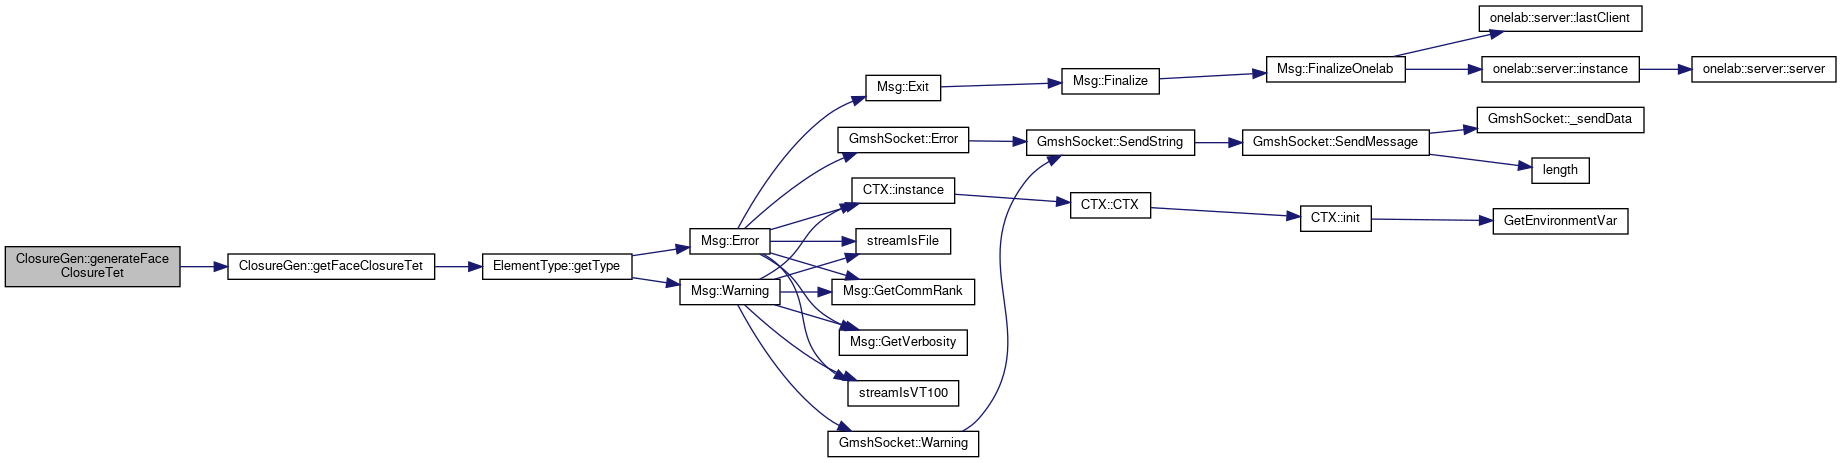 ClosureGen::generateFace
ClosureTet
ClosureGen::getFaceClosureTet
ElementType::getType
Msg::Error
Msg::Warning
Msg::Exit
GmshSocket::Error
CTX::instance
streamIsFile
Msg::GetCommRank
Msg::GetVerbosity
streamIsVT100
GmshSocket::Warning
Msg::Finalize
GmshSocket::SendString
CTX::CTX
Msg::FinalizeOnelab
GmshSocket::SendMessage
CTX::init
onelab::server::lastClient
onelab::server::instance
GmshSocket::_sendData
length
GetEnvironmentVar
onelab::server::server